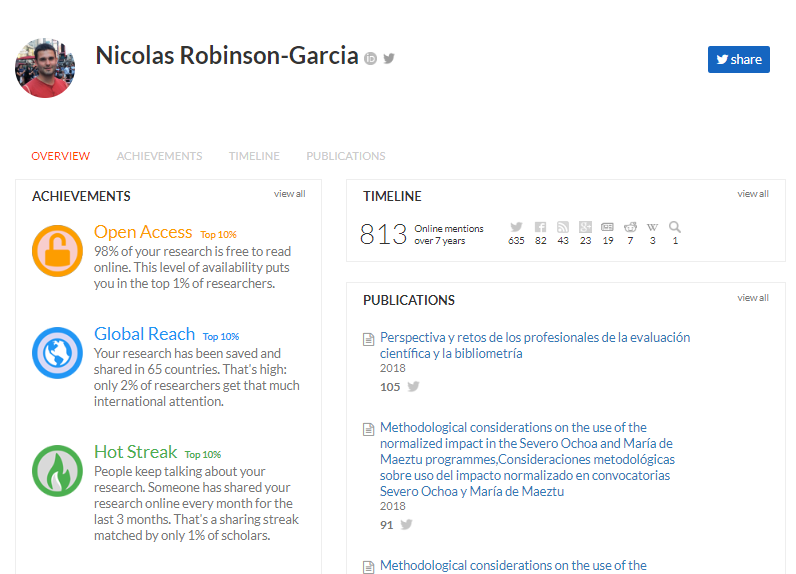 Nicolas Robinson-Garcia
iD
share
OVERVIEW ACHIEVEMENTS TIMELINE PUBLICATIONS
ACHIEVEMENTS view all
Open Access Top 10%
98% of your research is free to read
online. This level of availability puts
you in the top 1% of researchers.
Global Reach Top 10%
Your research has been saved and
shared in 65 countries. That's high:
only 2% of researchers get that much
international attention.
Hot Streak Top 10%
People keep talking about your
research. Someone has shared your
research online every month for the
last 3 months. That's a sharing streak
matched by only 1% of scholars.
TIMELINE view all
813 Online mentions
over 7 years
W
635 82 43 23 19 7 3 1
PUBLICATIONS view all
Perspectiva y retos de los profesionales de la evaluación
científica y la bibliometría
2018
105
Methodological considerations on the use of the
normalized impact in the Severo Ochoa and María de
Maeztu programmes,Consideraciones metodológicas
sobre uso del impacto normalizado en convocatorias
Severo Ochoa y María de Maeztu
2018
91
Methodological considerations on the use of the